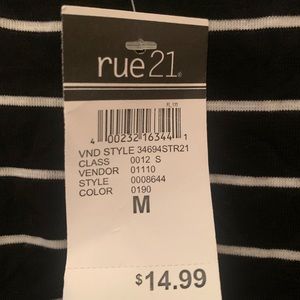 rue21®
4 00232 16344 1
VND STYLE 34694STR21
CLASS 0012 S
VENDOR 01110
STYLE 0008644
COLOR 0190
M
$14.99